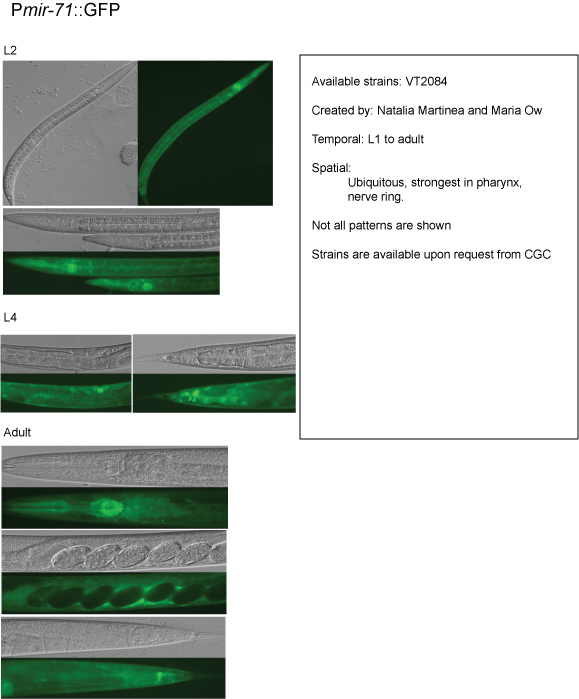 Pmir-71::GFP
L2
L4
Adult
Available strains: VT2084
Created by: Natalia Martinea and Maria Ow
Temporal: L1 to adult
Spatial:
Ubiquitous, strongest in pharynx,
nerve ring.
Not all patterns are shown
Strains are available upon request from CGC